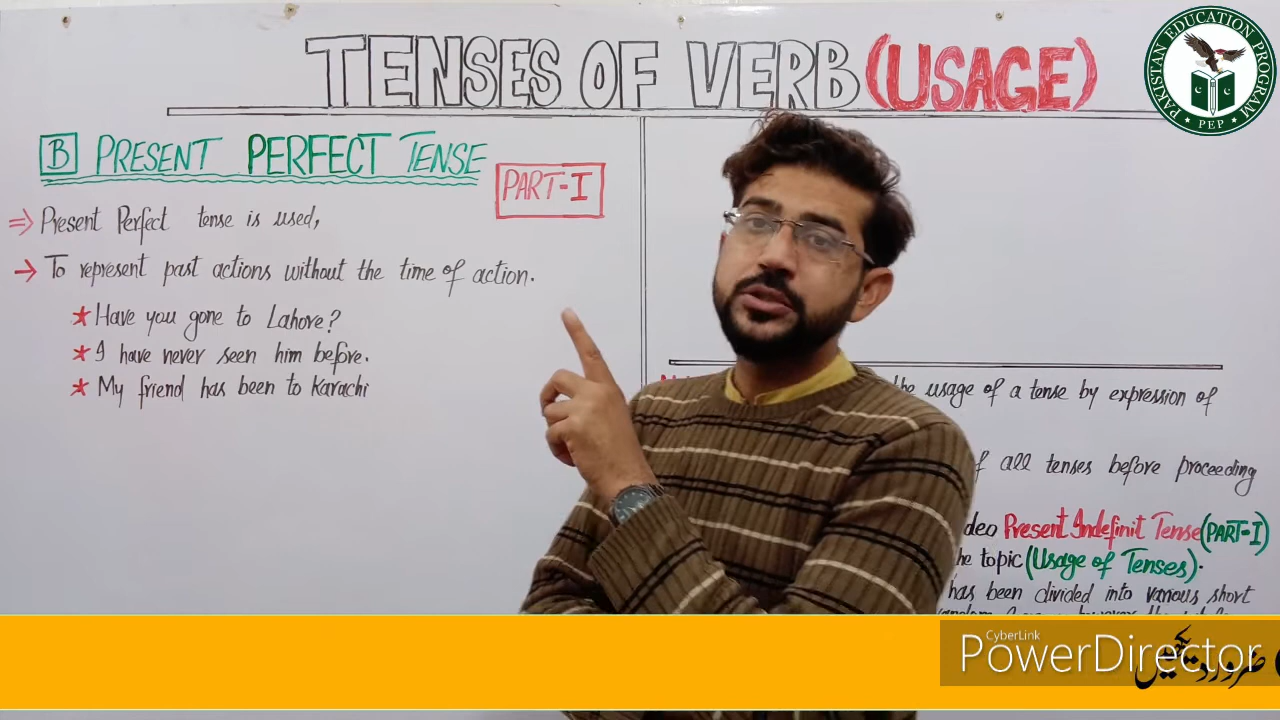 TENSES OF VERB (USAGE)
PAKISTAN EDUCATION PROGRAM
PEP
B PRESENT PERFECT TENSE
PART-I
⇒ Present Perfect tense is used,
→ To represent past actions without the time of action.
★ Have you gone to Lahore?
★ I have never seen him before.
★ My friend has been to Karachi
the usage of a tense by expression of
all tenses before proceeding
Present Indefinit Tense (PART-I)
topic (Usage of Tenses).
has been divided into various short
CyberLink
PowerDirector
ضرور دیکھیں